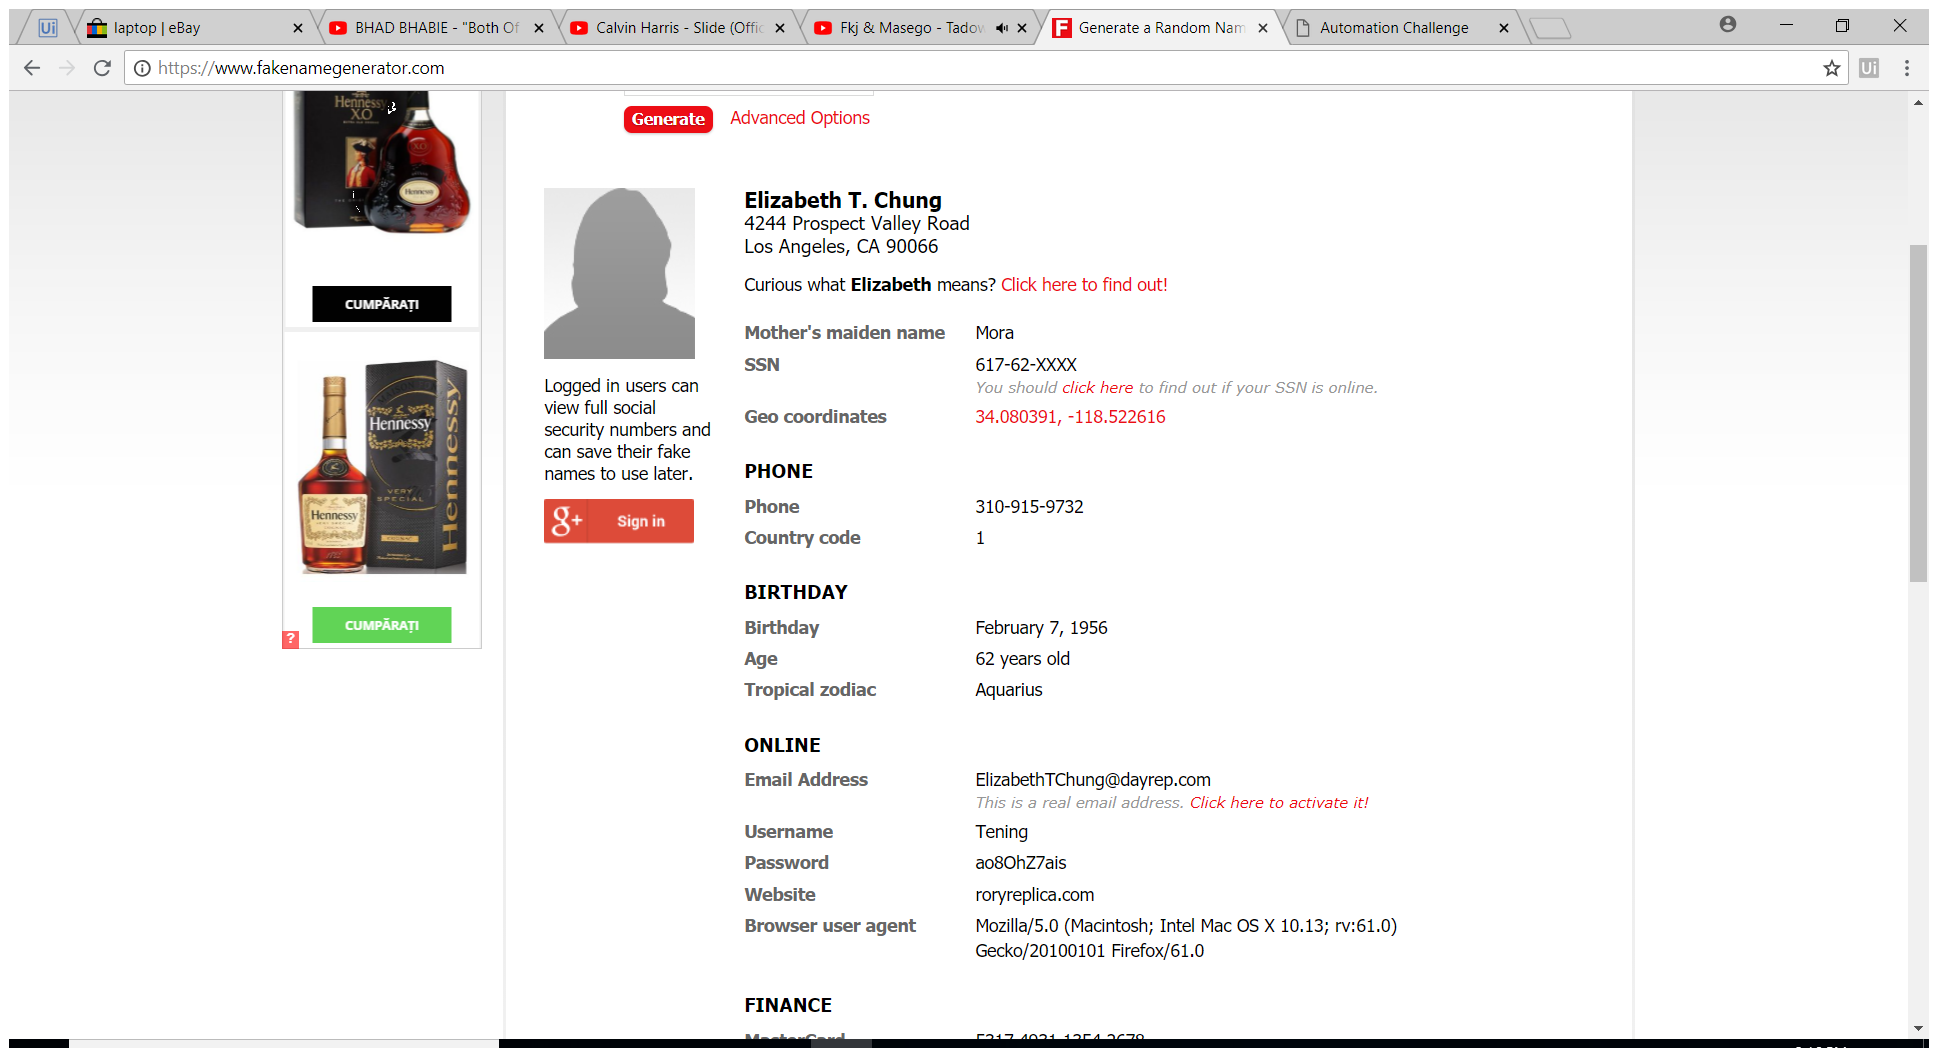 Ui
laptop | eBay
BHAD BHABIE - "Both Of
Calvin Harris - Slide (Offic
Fkj & Masego - Tadow
Generate a Random Nam
Automation Challenge
https://www.fakenamegenerator.com
Ui
Hennessy
X.O
Hennessy
CUMPĂRAȚI
Hennessy
VERY
SPECIAL
Hennessy
Hennessy
CUMPĂRAȚI
?
Generate Advanced Options
Elizabeth T. Chung
4244 Prospect Valley Road
Los Angeles, CA 90066
Curious what Elizabeth means? Click here to find out!
Logged in users can
view full social
security numbers and
can save their fake
names to use later.
g+ Sign in
Mother's maiden name Mora
SSN 617-62-XXXX
You should click here to find out if your SSN is online.
Geo coordinates 34.080391, -118.522616
PHONE
Phone 310-915-9732
Country code 1
BIRTHDAY
Birthday February 7, 1956
Age 62 years old
Tropical zodiac Aquarius
ONLINE
Email Address ElizabethTChung@dayrep.com
This is a real email address. Click here to activate it!
Username Tening
Password ao8OhZ7ais
Website roryreplica.com
Browser user agent Mozilla/5.0 (Macintosh; Intel Mac OS X 10.13; rv:61.0)
Gecko/20100101 Firefox/61.0
FINANCE
MasterCard